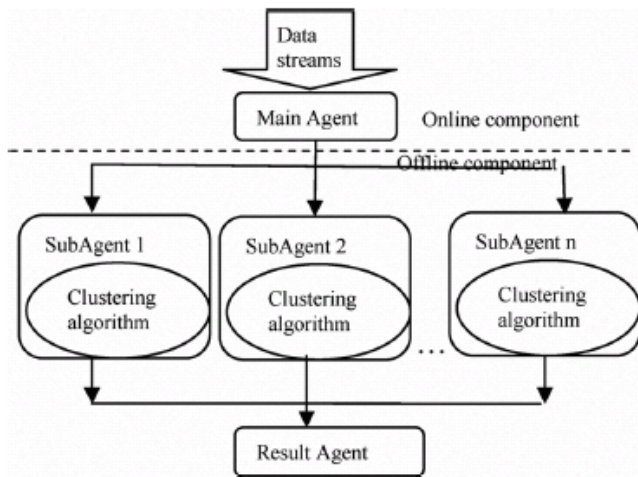 Data
streams
Main Agent
Online component
Offline component
SubAgent 1
Clustering
algorithm
SubAgent 2
Clustering
algorithm
...
SubAgent n
Clustering
algorithm
Result Agent